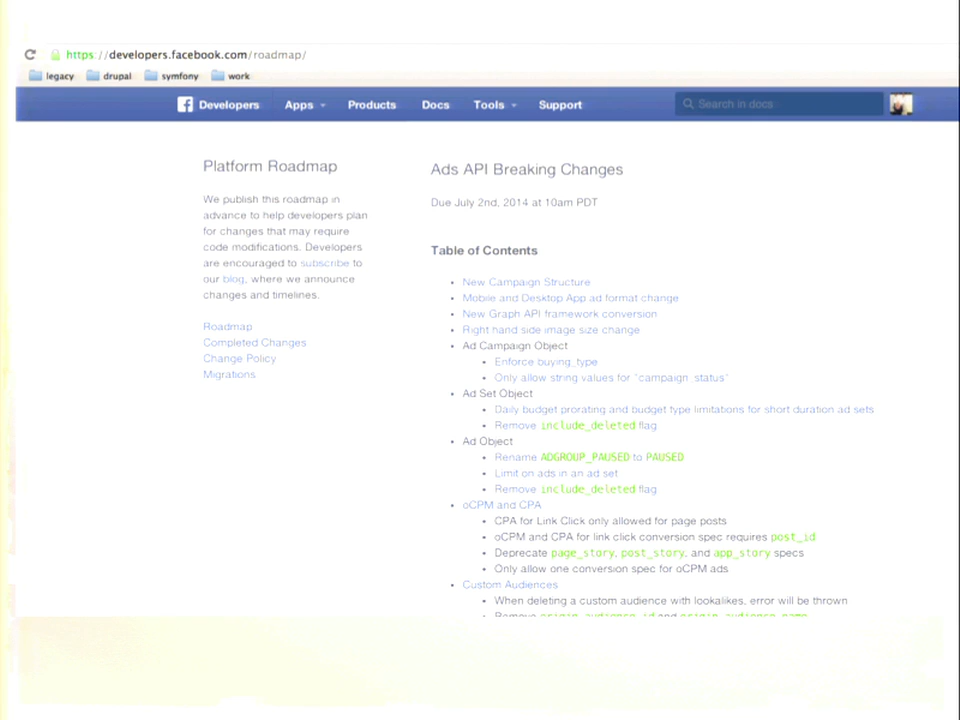 https://developers.facebook.com/roadmap/
legacy drupal symfony work
Developers Apps Products Docs Tools Support Search in docs
Platform Roadmap
We publish this roadmap in
advance to help developers plan
for changes that may require
code modifications. Developers
are encouraged to subscribe to
our blog, where we announce
changes and timelines.
Roadmap
Completed Changes
Change Policy
Migrations
Ads API Breaking Changes
Due July 2nd, 2014 at 10am PDT
Table of Contents
• New Campaign Structure
• Mobile and Desktop App ad format change
• New Graph API framework conversion
• Right hand side image size change
• Ad Campaign Object
• Enforce buying_type
• Only allow string values for "campaign_status"
• Ad Set Object
• Daily budget prorating and budget type limitations for short duration ad sets
• Remove include_deleted flag
• Ad Object
• Rename ADGROUP_PAUSED to PAUSED
• Limit on ads in an ad set
• Remove include_deleted flag
• oCPM and CPA
• CPA for Link Click only allowed for page posts
• oCPM and CPA for link click conversion spec requires post_id
• Deprecate page_story, post_story, and app_story specs
• Only allow one conversion spec for oCPM ads
• Custom Audiences
• When deleting a custom audience with lookalikes, error will be thrown
• Remove origin_audience_id and origin_audience_name